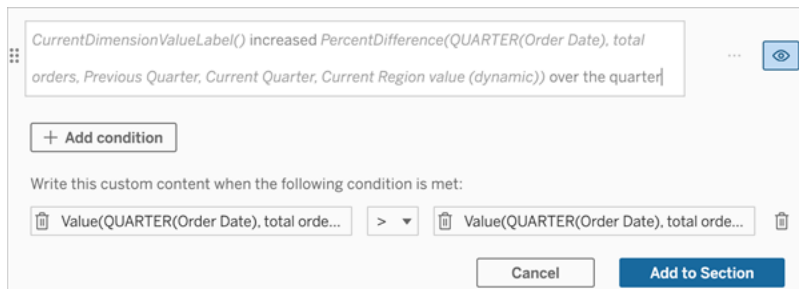 CurrentDimensionValueLabel() increased PercentDifference(QUARTER(Order Date), total
orders, Previous Quarter, Current Quarter, Current Region value (dynamic)) over the quarter
+ Add condition
Write this custom content when the following condition is met:
Value(QUARTER(Order Date), total orde... > Value(QUARTER(Order Date), total orde...
Cancel Add to Section